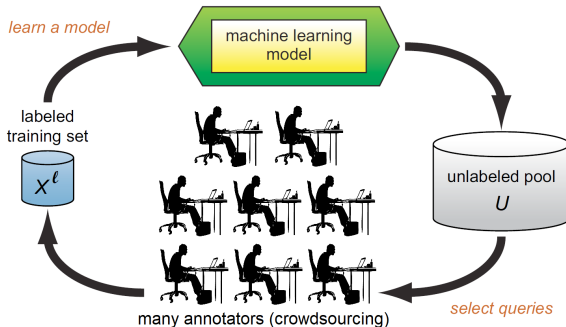 learn a model
machine learning
model
labeled
training set
Xℓ
unlabeled pool
U
select queries
many annotators (crowdsourcing)